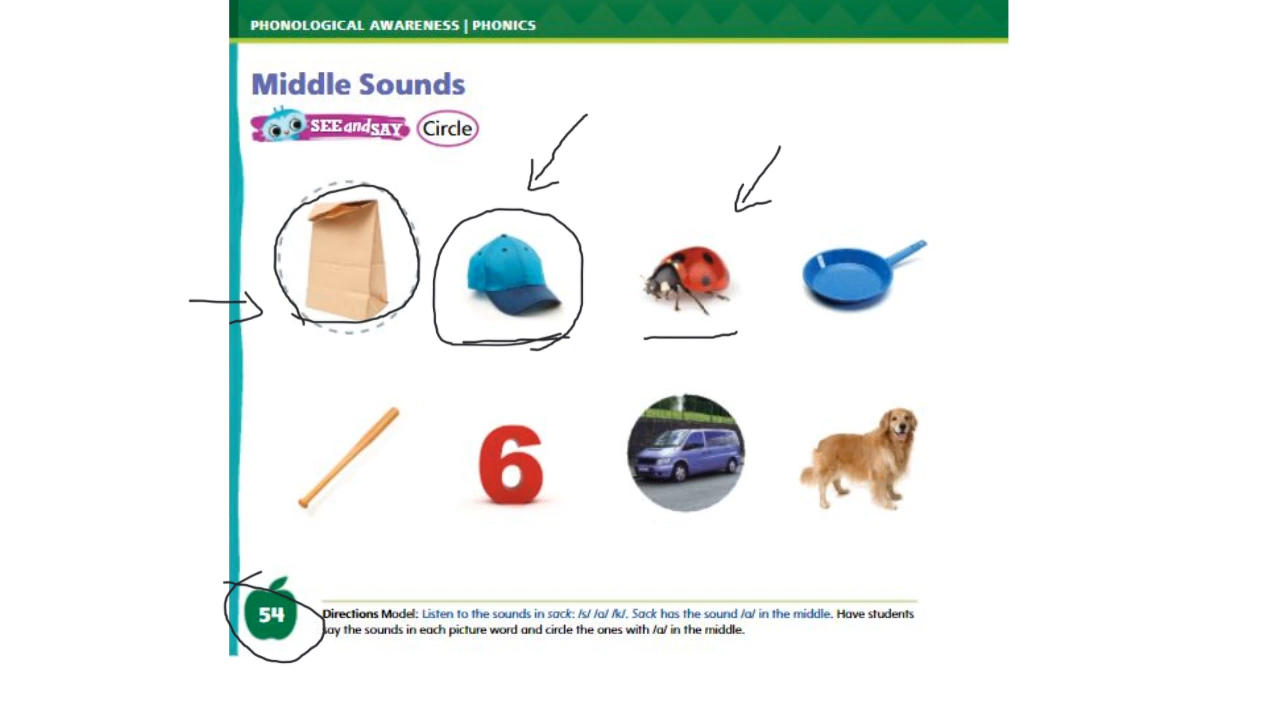 PHONOLOGICAL AWARENESS | PHONICS
Middle Sounds
SEE and SAY Circle
6
54
Directions Model: Listen to the sounds in sack: /s/ /a/ /k/. Sack has the sound /a/ in the middle. Have students
say the sounds in each picture word and circle the ones with /a/ in the middle.